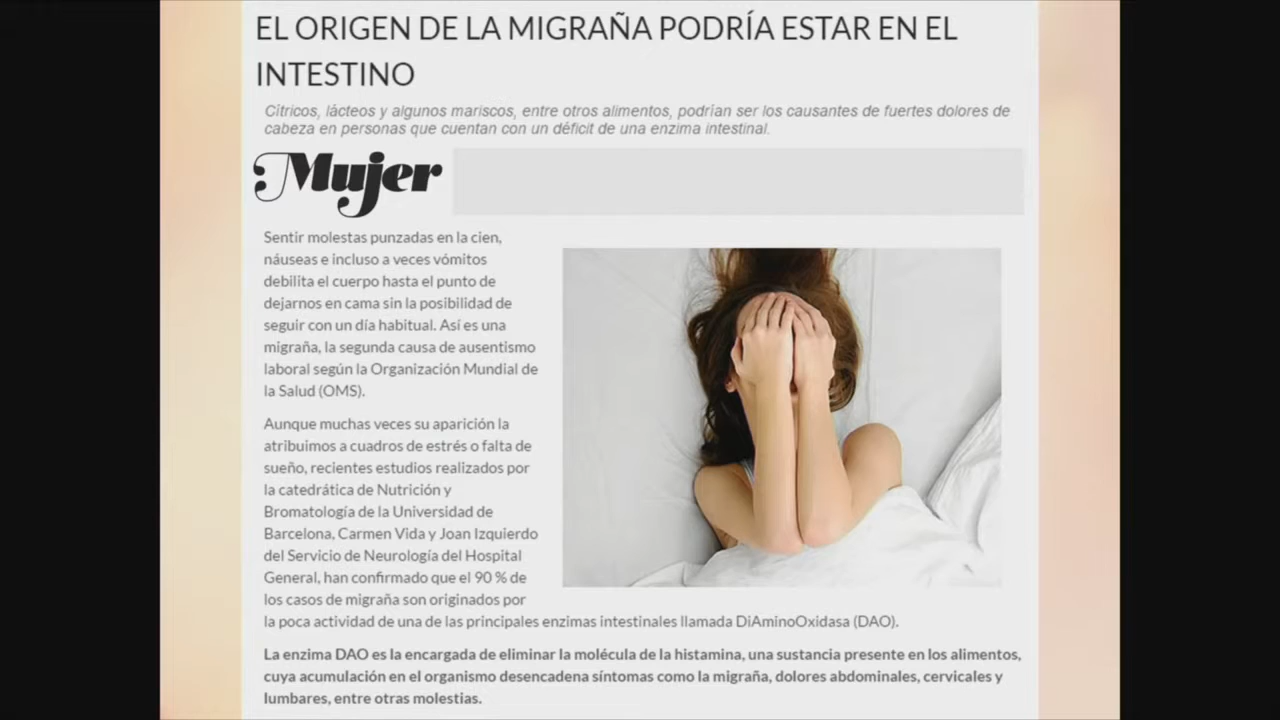 EL ORIGEN DE LA MIGRAÑA PODRÍA ESTAR EN EL
INTESTINO
Cítricos, lácteos y algunos mariscos, entre otros alimentos, podrían ser los causantes de fuertes dolores de
cabeza en personas que cuentan con un déficit de una enzima intestinal.
Mujer
Sentir molestas punzadas en la cien,
náuseas e incluso a veces vómitos
debilita el cuerpo hasta el punto de
dejarnos en cama sin la posibilidad de
seguir con un día habitual. Así es una
migraña, la segunda causa de ausentismo
laboral según la Organización Mundial de
la Salud (OMS).
Aunque muchas veces su aparición la
atribuimos a cuadros de estrés o falta de
sueño, recientes estudios realizados por
la catedrática de Nutrición y
Bromatología de la Universidad de
Barcelona, Carmen Vida y Joan Izquierdo
del Servicio de Neurología del Hospital
General, han confirmado que el 90 % de
los casos de migraña son originados por
la poca actividad de una de las principales enzimas intestinales llamada DiAminoOxidasa (DAO).
La enzima DAO es la encargada de eliminar la molécula de la histamina, una sustancia presente en los alimentos,
cuya acumulación en el organismo desencadena síntomas como la migraña, dolores abdominales, cervicales y
lumbares, entre otras molestias.